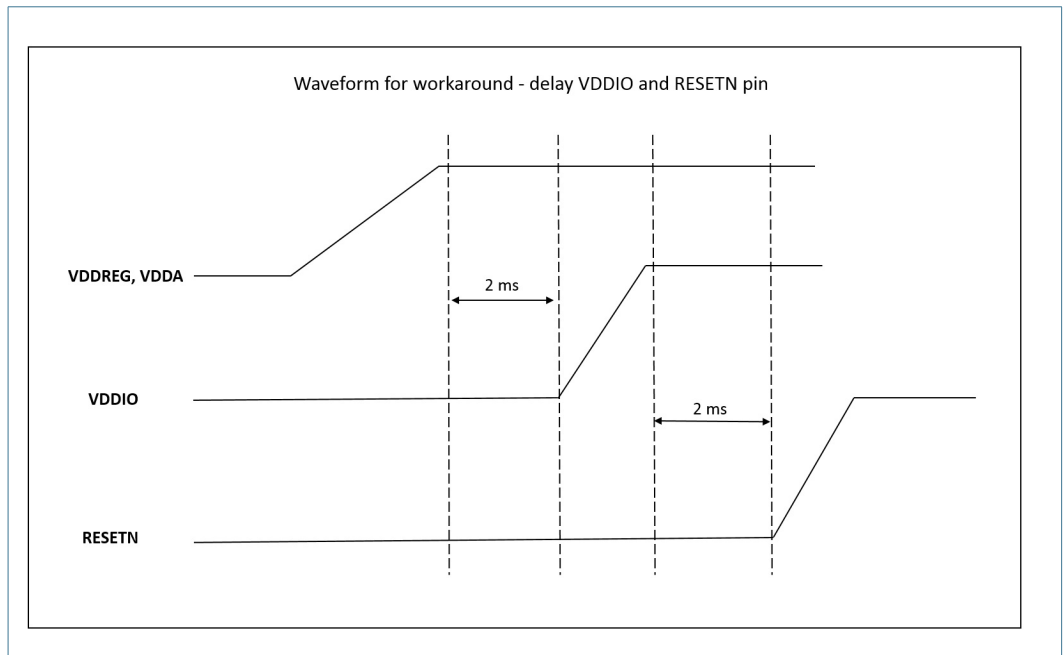 Waveform for workaround - delay VDDIO and RESETN pin
VDDREG, VDDA
2 ms
VDDIO
2 ms
RESETN